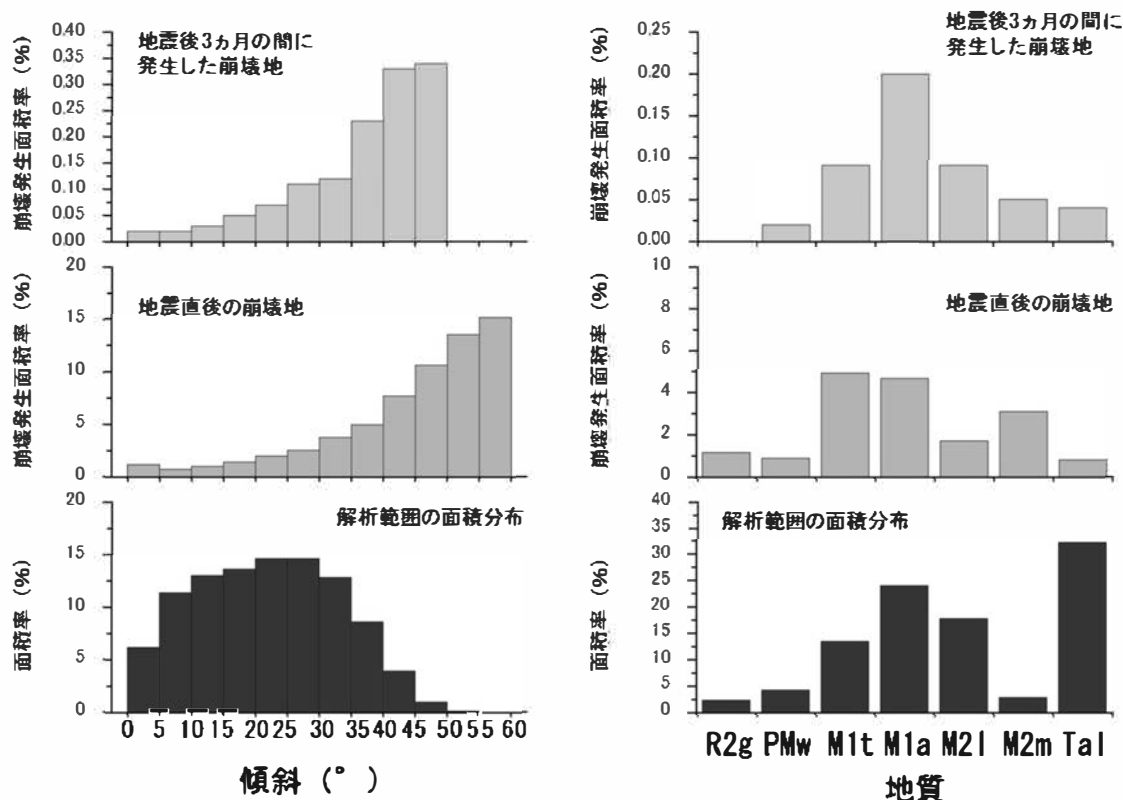 地震後3ヵ月の間に
発生した崩壊地
崩壊発生面積率 (%)
0.40
0.35
0.30
0.25
0.20
0.15
0.10
0.05
0.00
地震直後の崩壊地
崩壊発生面積率 (%)
20
15
10
5
0
解析範囲の面積分布
面積率 (%)
20
15
10
5
0
0 5 10 15 20 25 30 35 40 45 50 55 60
傾斜 (°)
地震後3ヵ月の間に
発生した崩壊地
崩壊発生面積率 (%)
0.25
0.20
0.15
0.10
0.05
0.00
地震直後の崩壊地
崩壊発生面積率 (%)
10
8
6
4
2
0
解析範囲の面積分布
面積率 (%)
40
35
30
25
20
15
10
5
0
R2g PMw M1t M1a M2l M2m Tal
地質